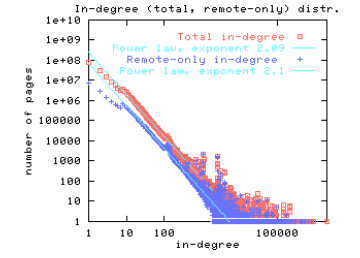 In-degree (total, remote-only) distr.
1e+10
1e+09
1e+08
1e+07
1e+06
100000
10000
1000
100
10
1
number of pages
Total in-degree
Power law, exponent 2.09
Remote-only in-degree
Power law, exponent 2.1
1 10 100 100000
in-degree